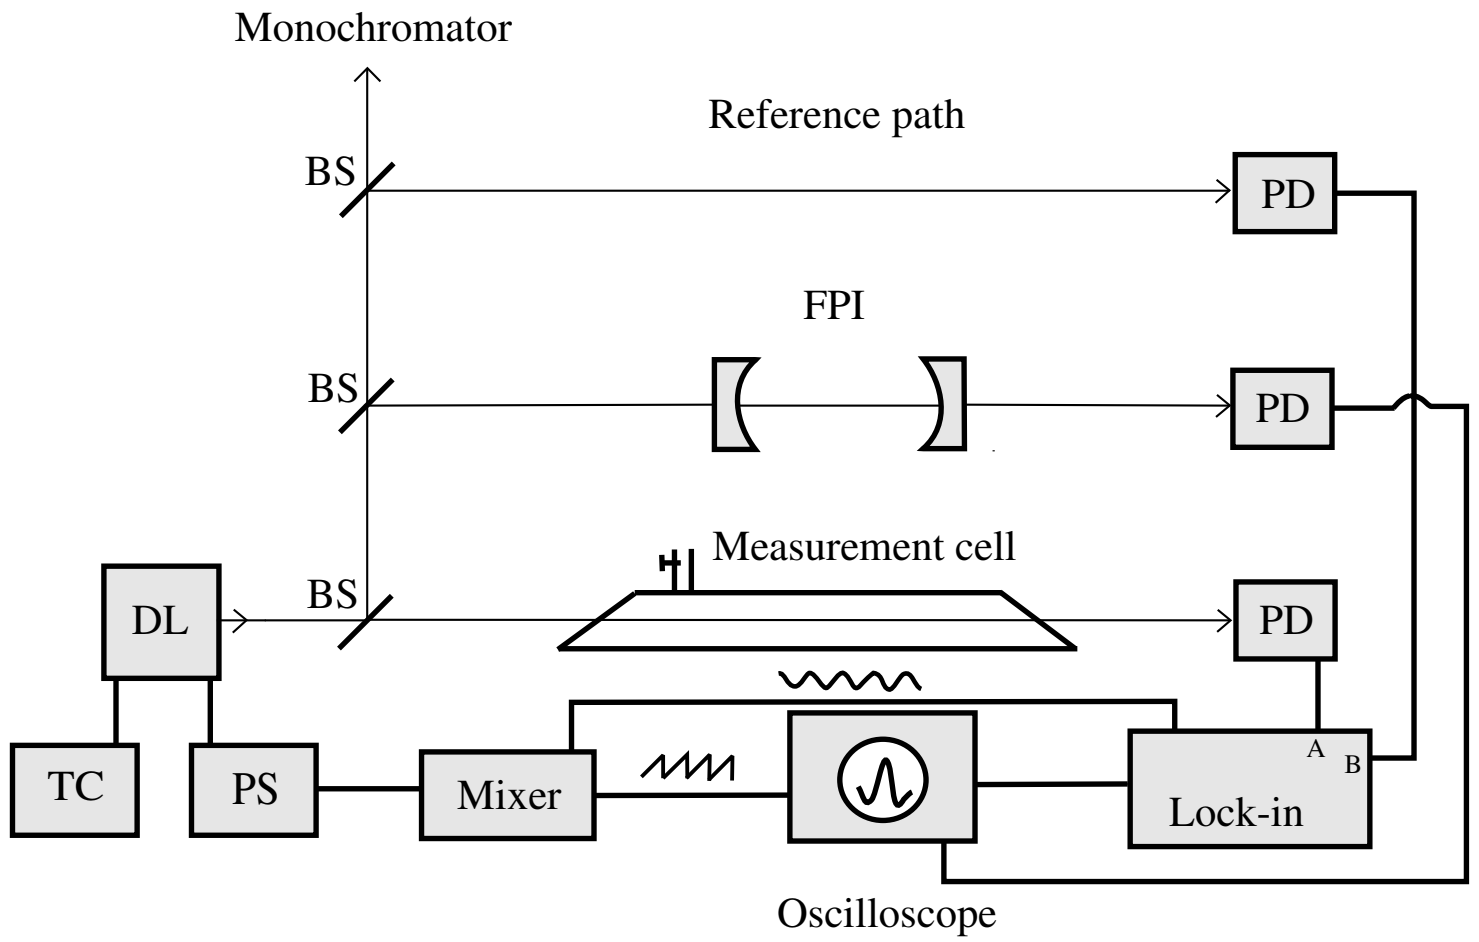 Monochromator
Reference path
BS
PD
FPI
BS
PD
Measurement cell
BS
DL
PD
A
B
TC
PS
Mixer
Lock-in
Oscilloscope